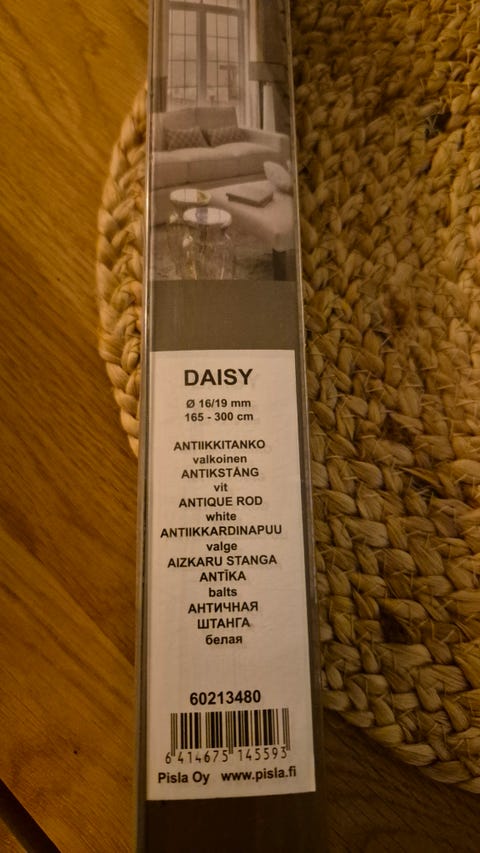 DAISY
Ø 16/19 mm
165 - 300 cm
ANTIIKKITANKO
valkoinen
ANTIKSTÅNG
vit
ANTIQUE ROD
white
ANTIIKKARDINAPUU
valge
AIZKARU STANGA
ANTĪKA
balts
АНТИЧНАЯ
ШТАНГА
белая
60213480
6 414675 145593
Pisla Oy www.pisla.fi